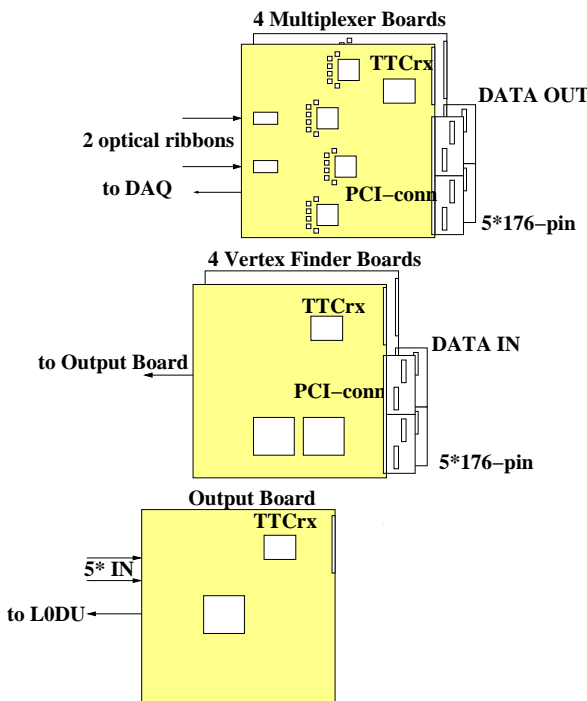 4 Multiplexer Boards
TTCrx
DATA OUT
2 optical ribbons
to DAQ
PCI−conn
5*176−pin
4 Vertex Finder Boards
TTCrx
DATA IN
to Output Board
PCI−conn
5*176−pin
Output Board
TTCrx
5* IN
to L0DU